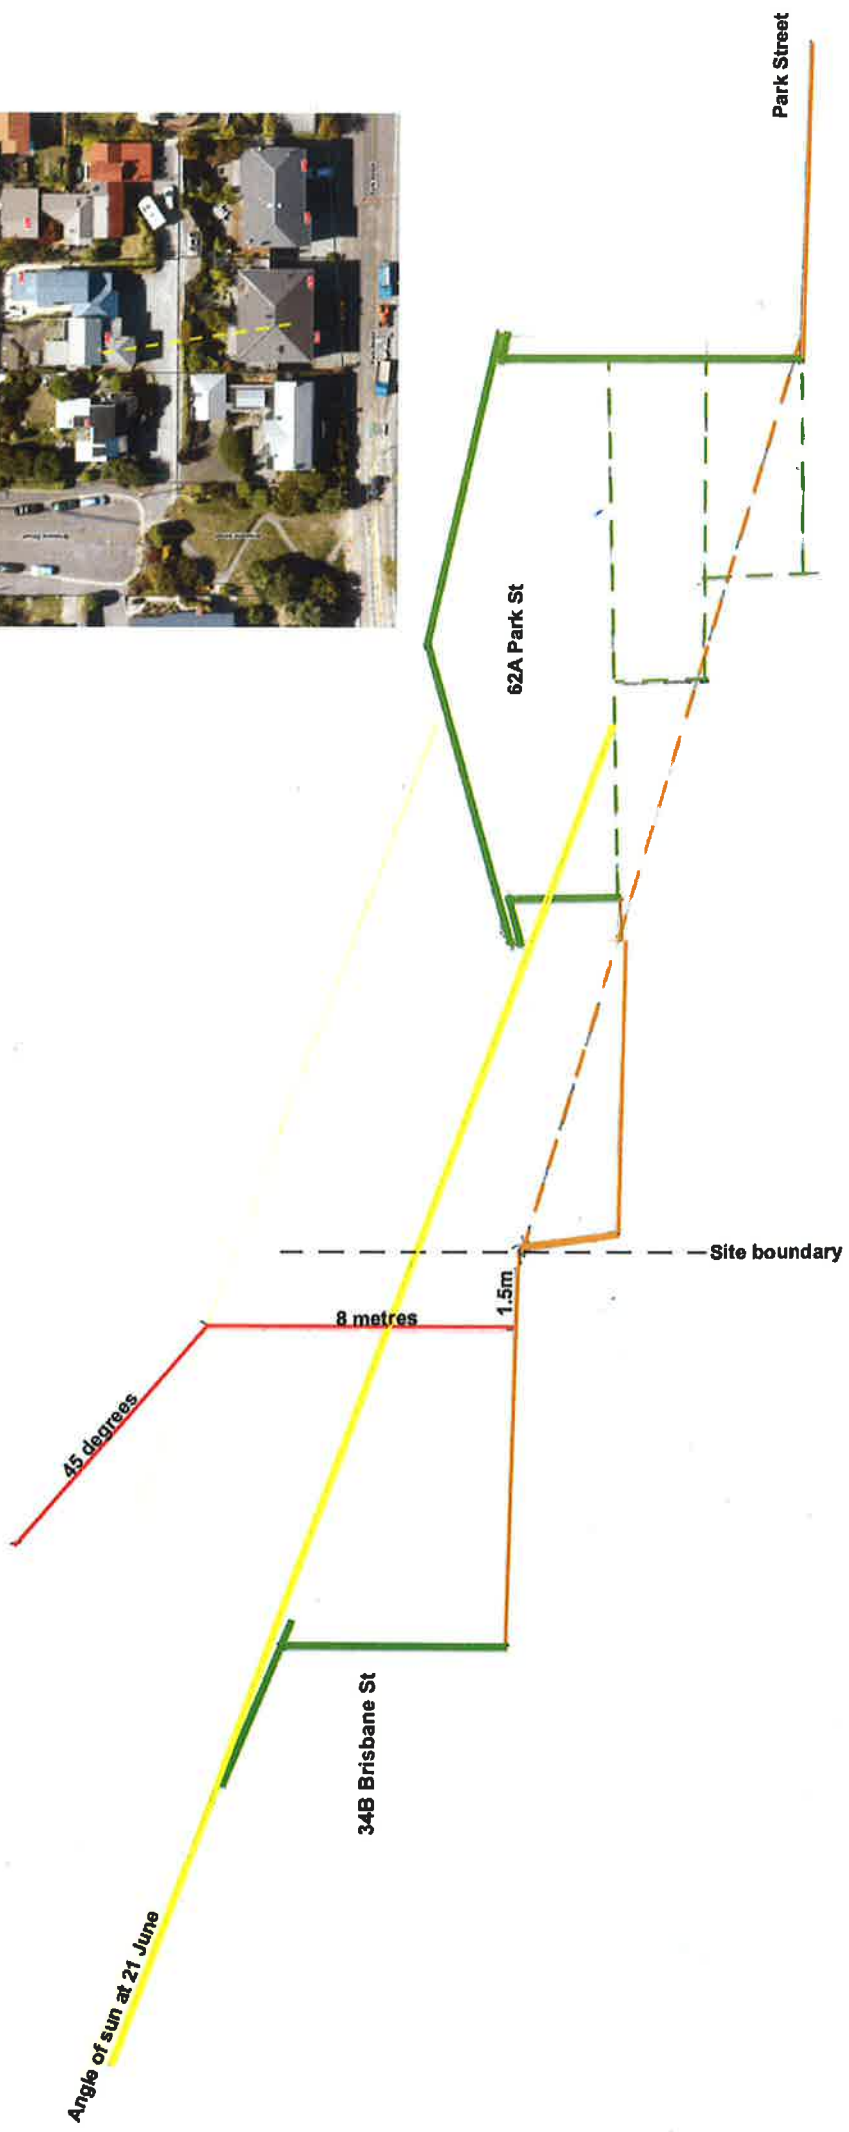 Park Street
62A Park St
Site boundary
1.5m
8 metres
45 degrees
34B Brisbane St
Angle of sun at 21 June